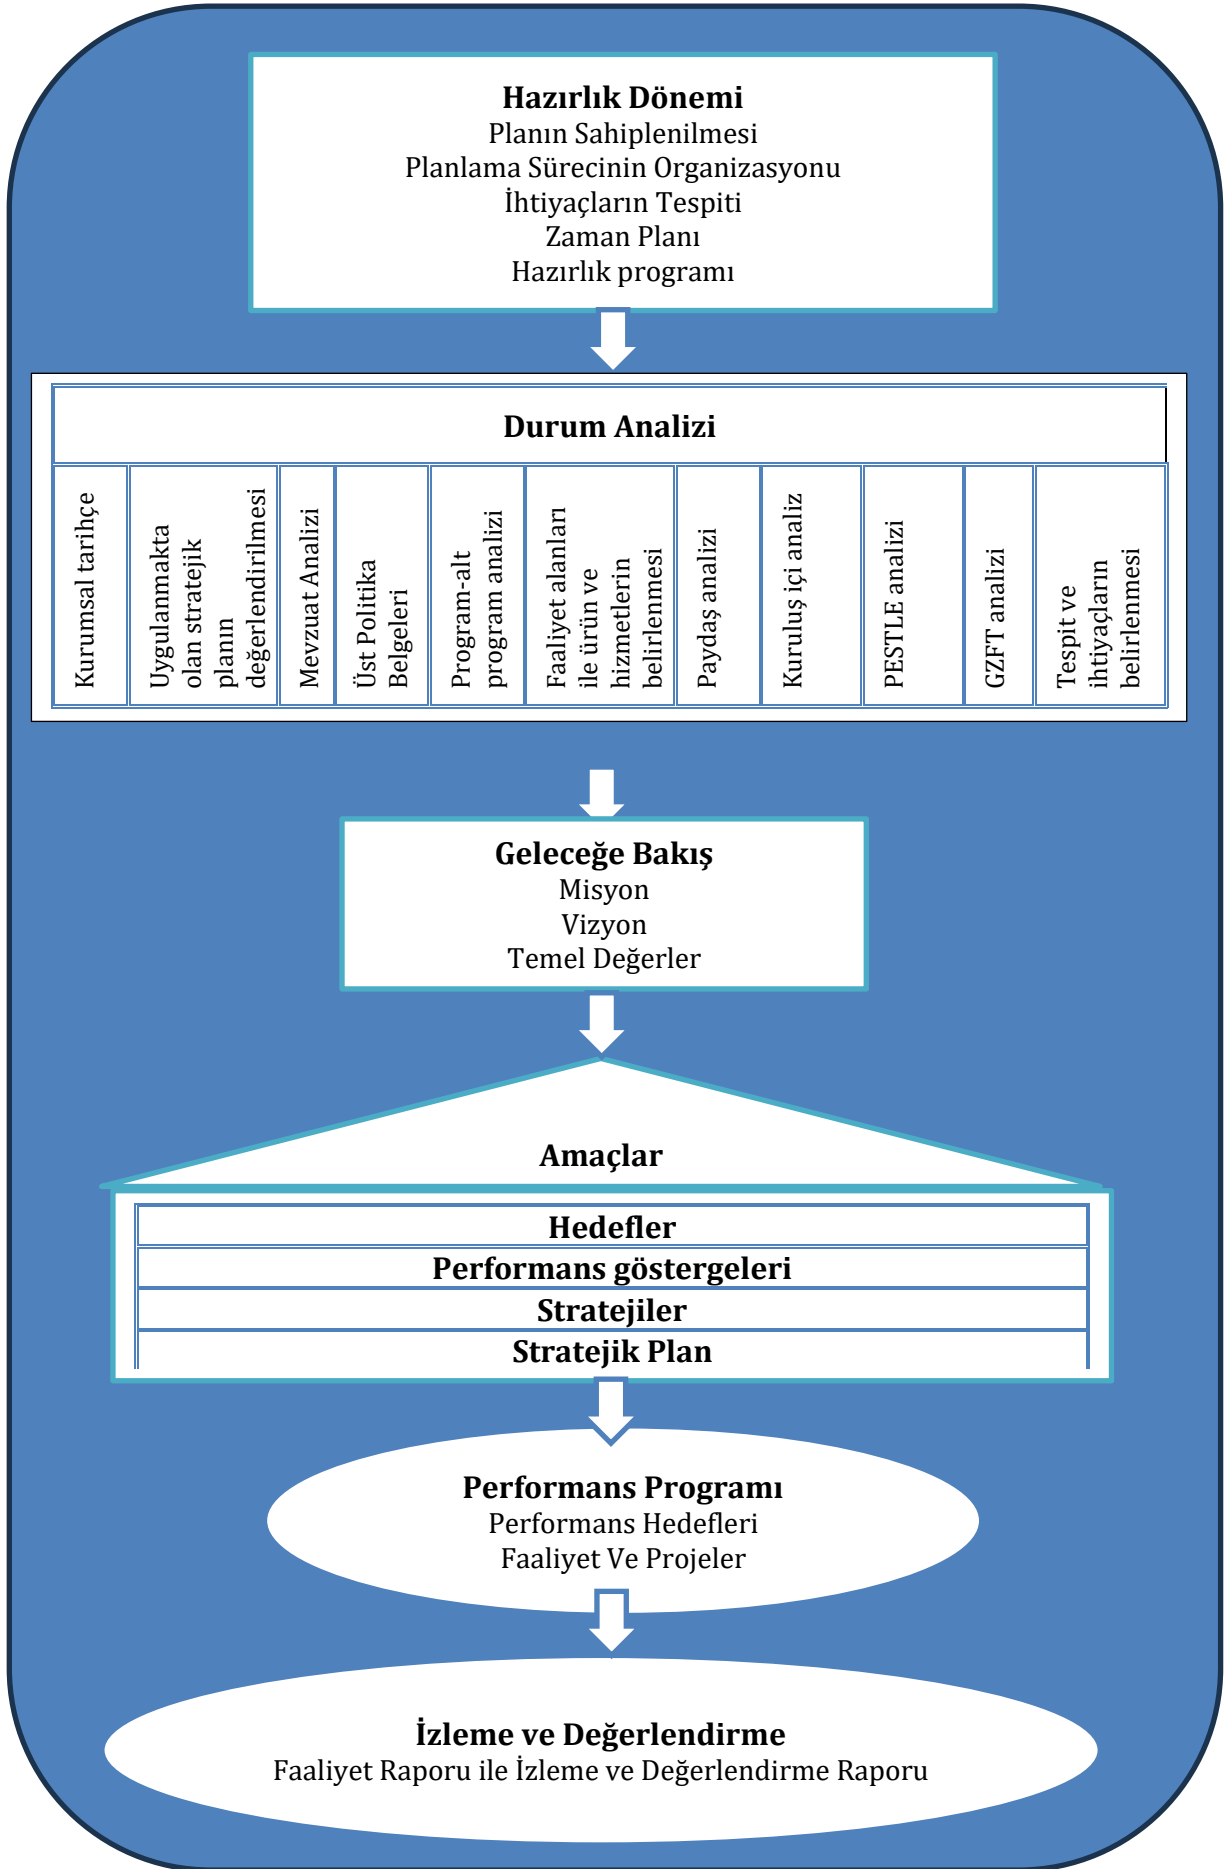 Hazırlık Dönemi
Planın Sahiplenilmesi
Planlama Sürecinin Organizasyonu
İhtiyaçların Tespiti
Zaman Planı
Hazırlık programı
Durum Analizi
Kurumsal tarihçe
Uygulanmakta
olan stratejik
planın
değerlendirilmesi
Mevzuat Analizi
Üst Politika
Belgeleri
Program-alt
program analizi
Faaliyet alanları
ile ürün ve
hizmetlerin
belirlenmesi
Paydaş analizi
Kuruluş içi analiz
PESTLE analizi
GZFT analizi
Tespit ve
ihtiyaçların
belirlenmesi
Geleceğe Bakış
Misyon
Vizyon
Temel Değerler
Amaçlar
Hedefler
Performans göstergeleri
Stratejiler
Stratejik Plan
Performans Programı
Performans Hedefleri
Faaliyet Ve Projeler
İzleme ve Değerlendirme
Faaliyet Raporu ile İzleme ve Değerlendirme Raporu